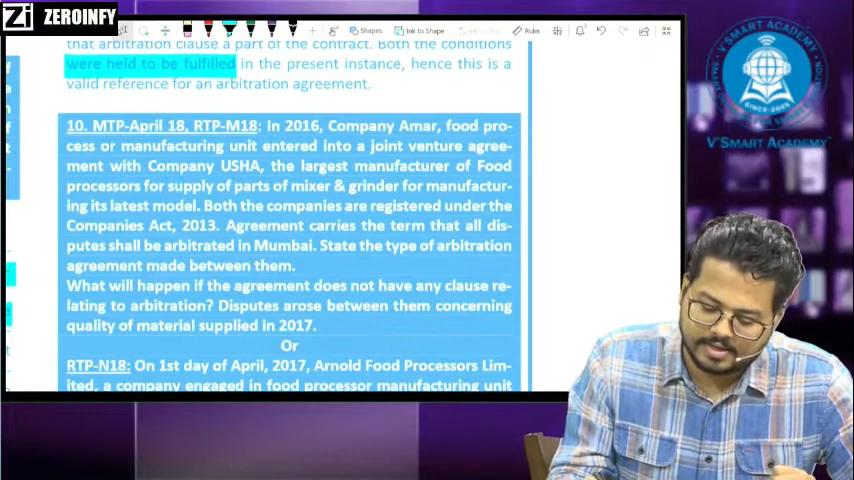 Zi ZEROINFY
Shapes
Ink to Shape
Ruler
that arbitration clause a part of the contract. Both the conditions
were held to be fulfilled in the present instance, hence this is a
valid reference for an arbitration agreement.
10. MTP-April 18, RTP-M18: In 2016, Company Amar, food pro-
cess or manufacturing unit entered into a joint venture agree-
ment with Company USHA, the largest manufacturer of Food
processors for supply of parts of mixer & grinder for manufactur-
ing its latest model. Both the companies are registered under the
Companies Act, 2013. Agreement carries the term that all dis-
putes shall be arbitrated in Mumbai. State the type of arbitration
agreement made between them.
What will happen if the agreement does not have any clause re-
lating to arbitration? Disputes arose between them concerning
quality of material supplied in 2017.
Or
RTP-N18: On 1st day of April, 2017, Arnold Food Processors Lim-
ited, a company engaged in food processor manufacturing unit
V'SMART ACADEMY
SINCE-2008
V'SMART ACADEMY